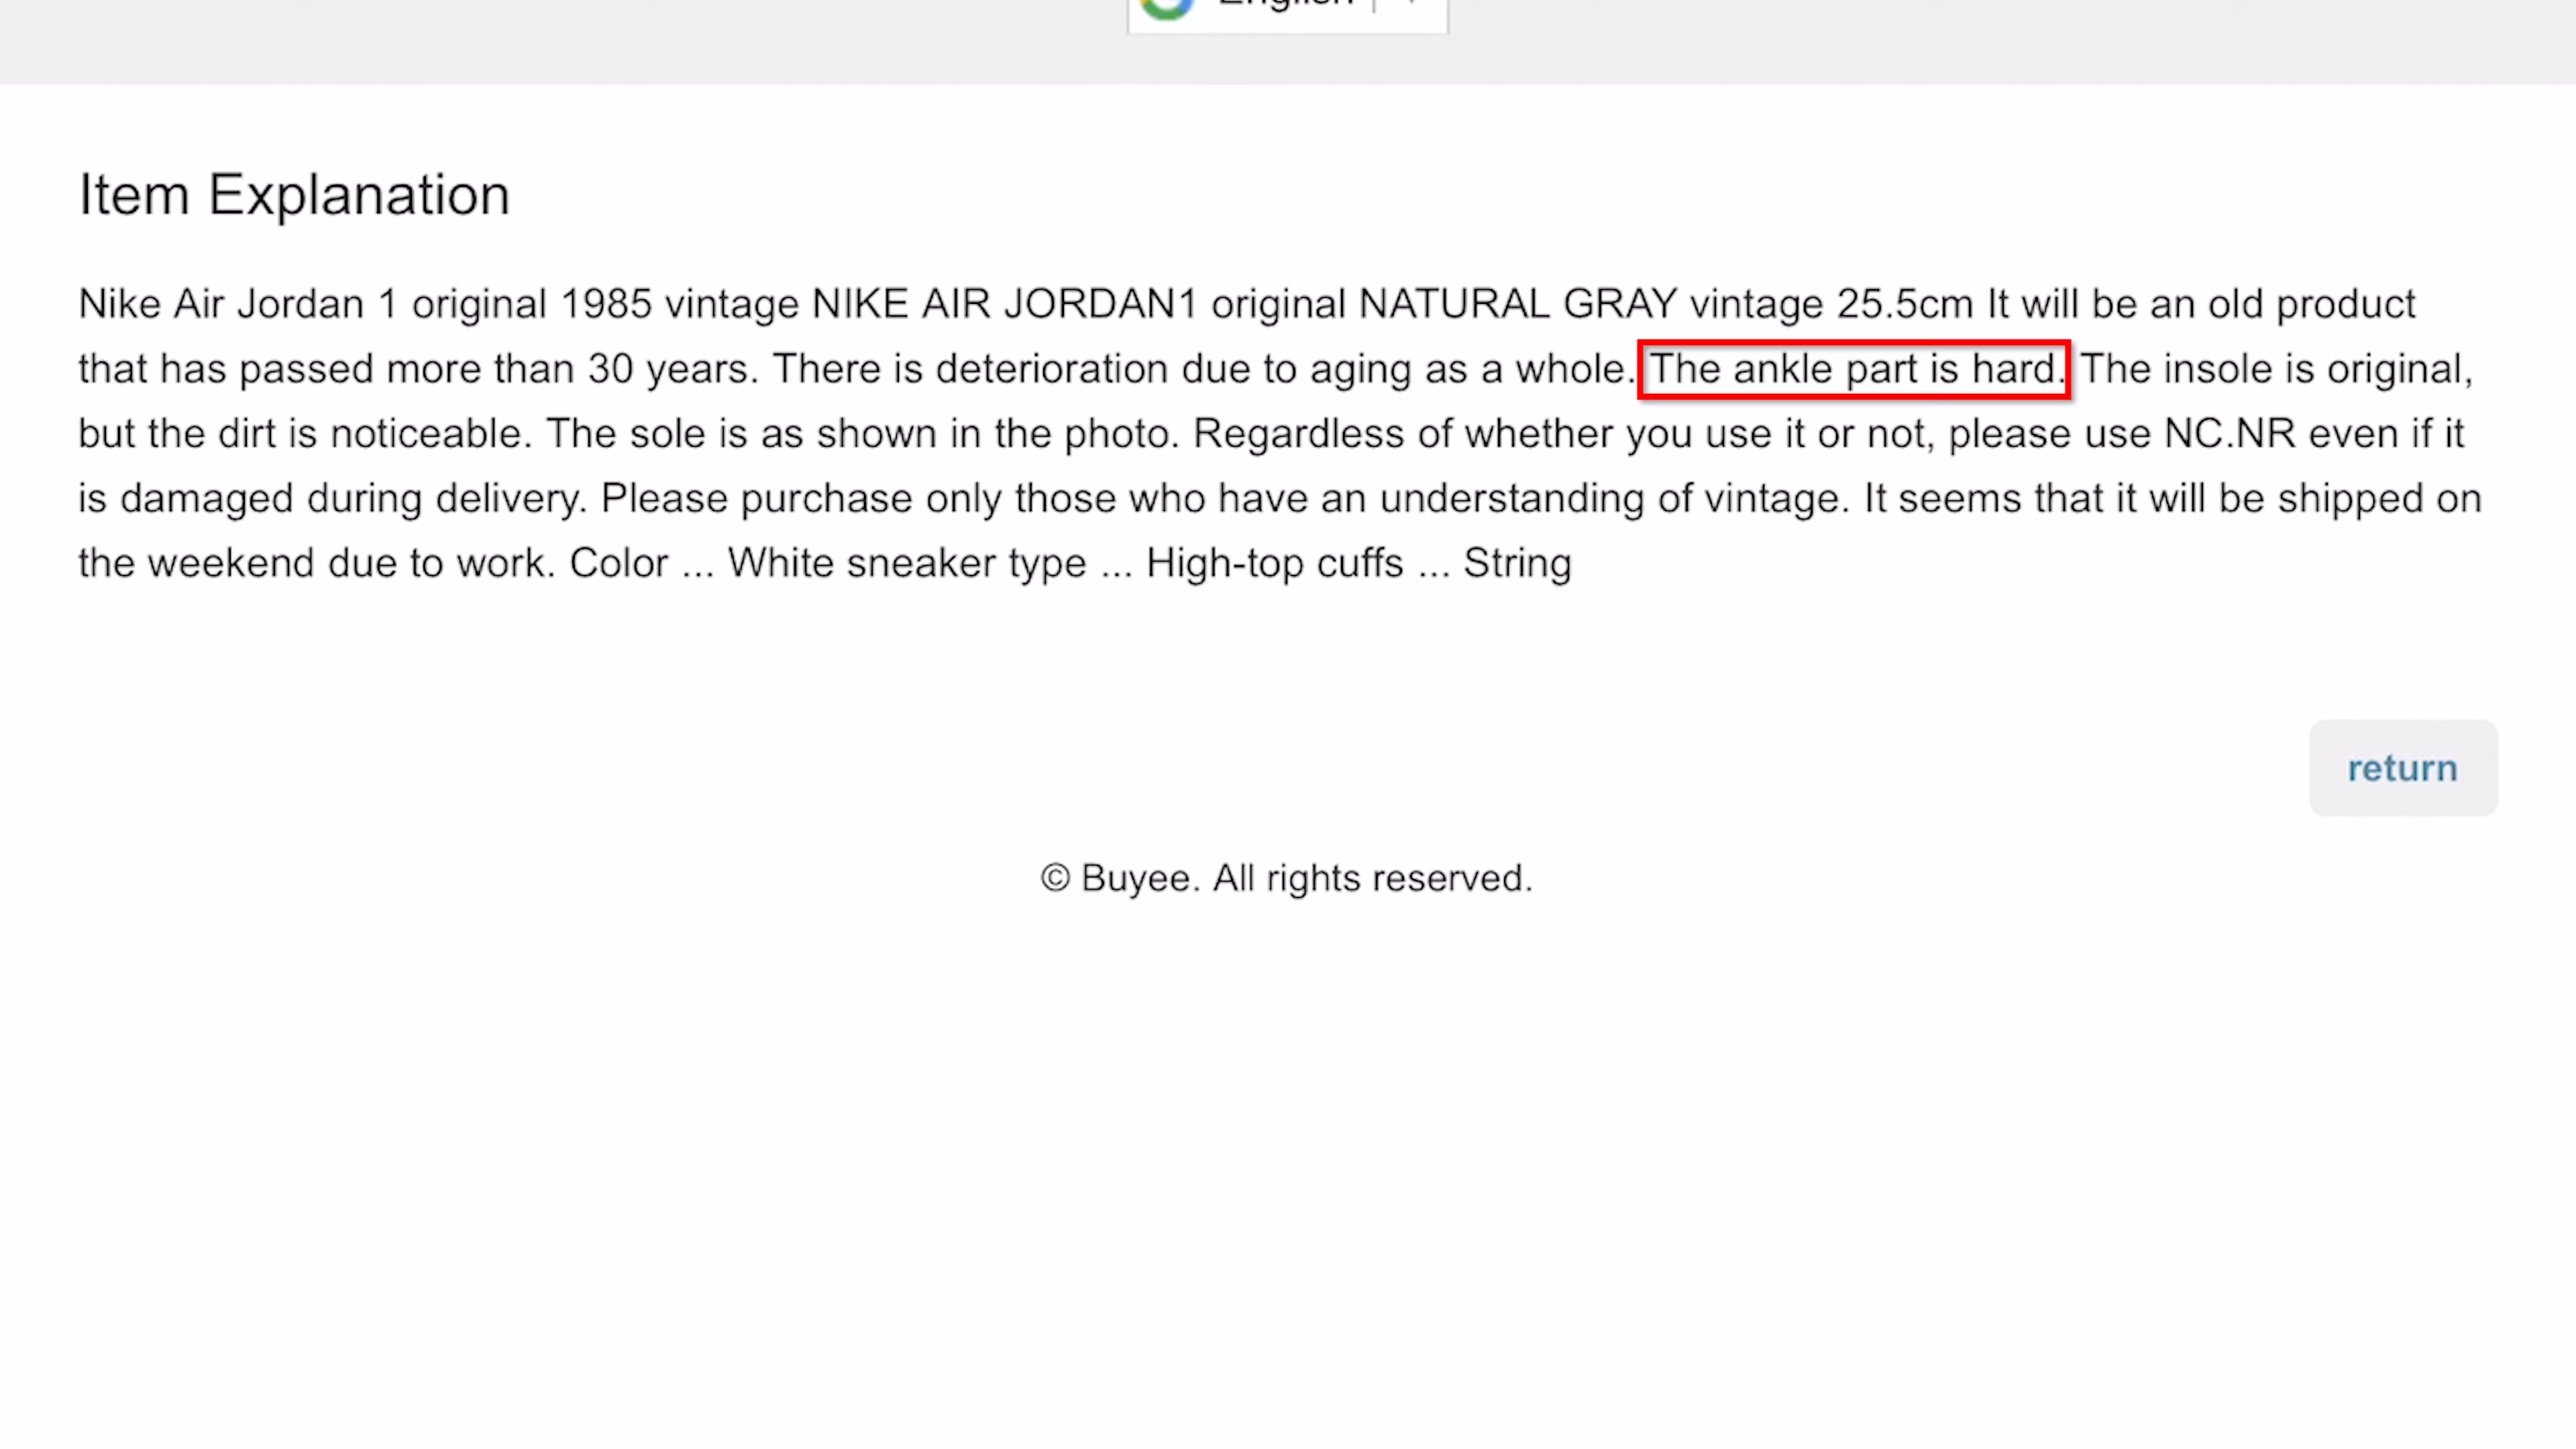 English
Item Explanation
Nike Air Jordan 1 original 1985 vintage NIKE AIR JORDAN1 original NATURAL GRAY vintage 25.5cm It will be an old product
that has passed more than 30 years. There is deterioration due to aging as a whole. The ankle part is hard. The insole is original,
but the dirt is noticeable. The sole is as shown in the photo. Regardless of whether you use it or not, please use NC.NR even if it
is damaged during delivery. Please purchase only those who have an understanding of vintage. It seems that it will be shipped on
the weekend due to work. Color ... White sneaker type ... High-top cuffs ... String
return
© Buyee. All rights reserved.